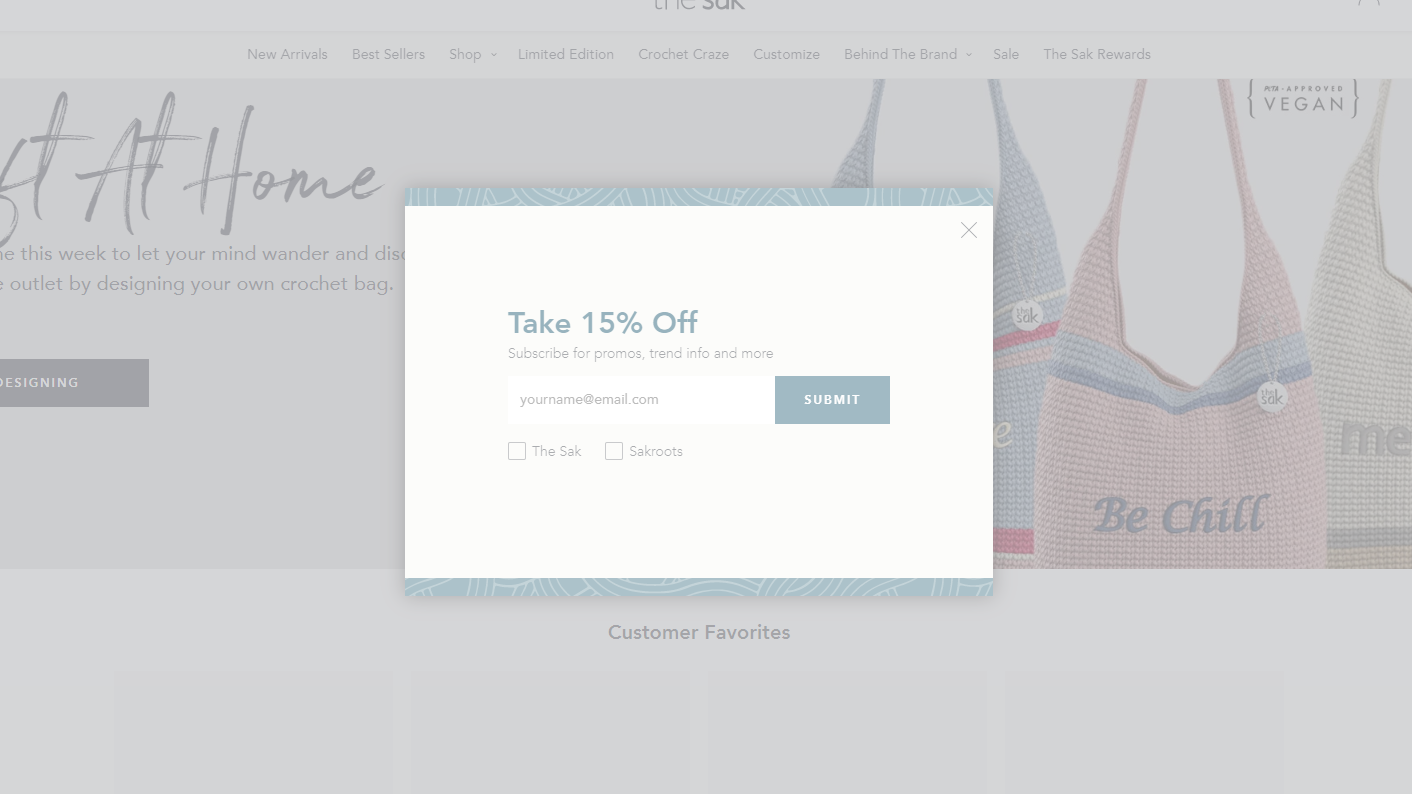 the sak
New Arrivals Best Sellers Shop Limited Edition Crochet Craze Customize Behind The Brand Sale The Sak Rewards
PETA - APPROVED
VEGAN
At Home
this week to let your mind wander and
outlet by designing your own crochet bag.
DESIGNING
Take 15% Off
Subscribe for promos, trend info and more
yourname@email.com SUBMIT
The Sak Sakroots
the
sak
the
sak
me
Be Chill
Customer Favorites